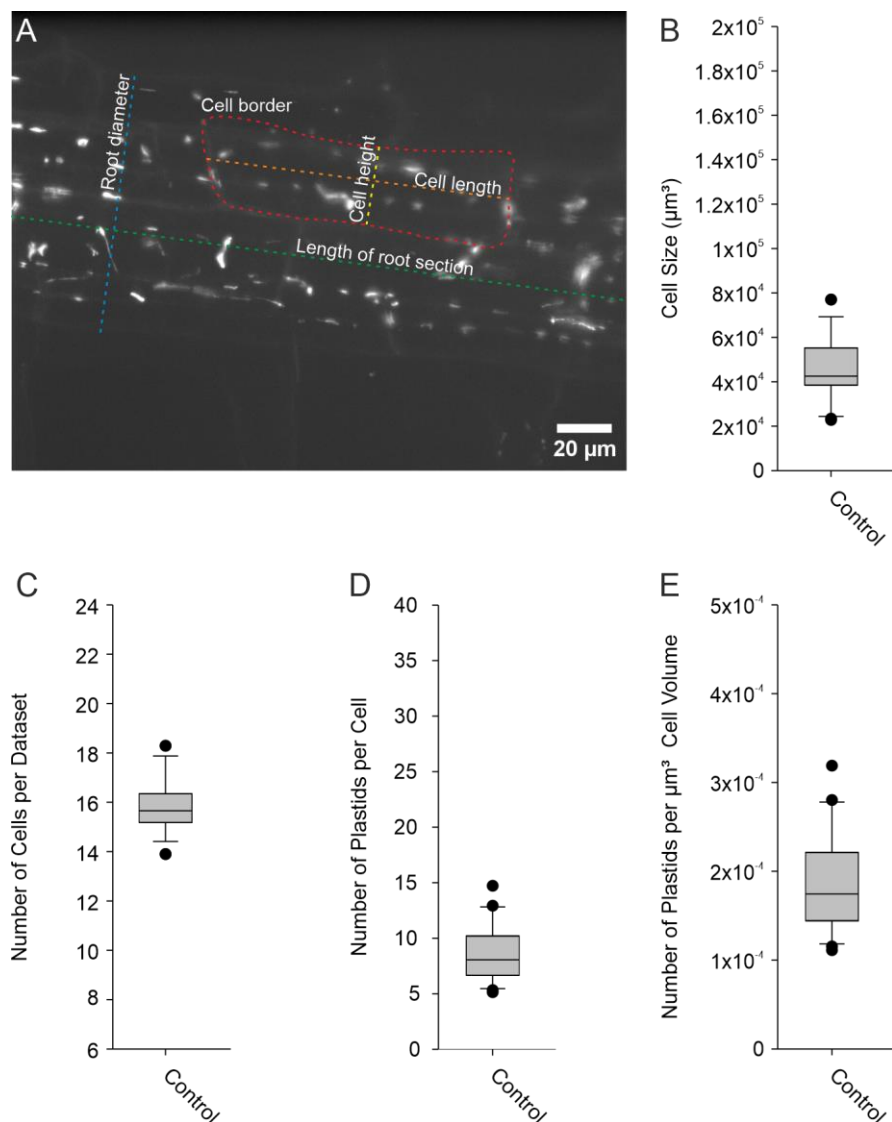 A
Root diameter
Cell border
Cell height
Cell length
Length of root section
20 µm
B
Cell Size (µm³)
2x10⁵
1.8x10⁵
1.6x10⁵
1.4x10⁵
1.2x10⁵
1x10⁵
8x10⁴
6x10⁴
4x10⁴
2x10⁴
0
Control
C
Number of Cells per Dataset
24
22
20
18
16
14
12
10
8
6
Control
D
Number of Plastids per Cell
40
35
30
25
20
15
10
5
0
Control
E
Number of Plastids per µm³ Cell Volume
5x10⁻⁴
4x10⁻⁴
3x10⁻⁴
2x10⁻⁴
1x10⁻⁴
0
Control